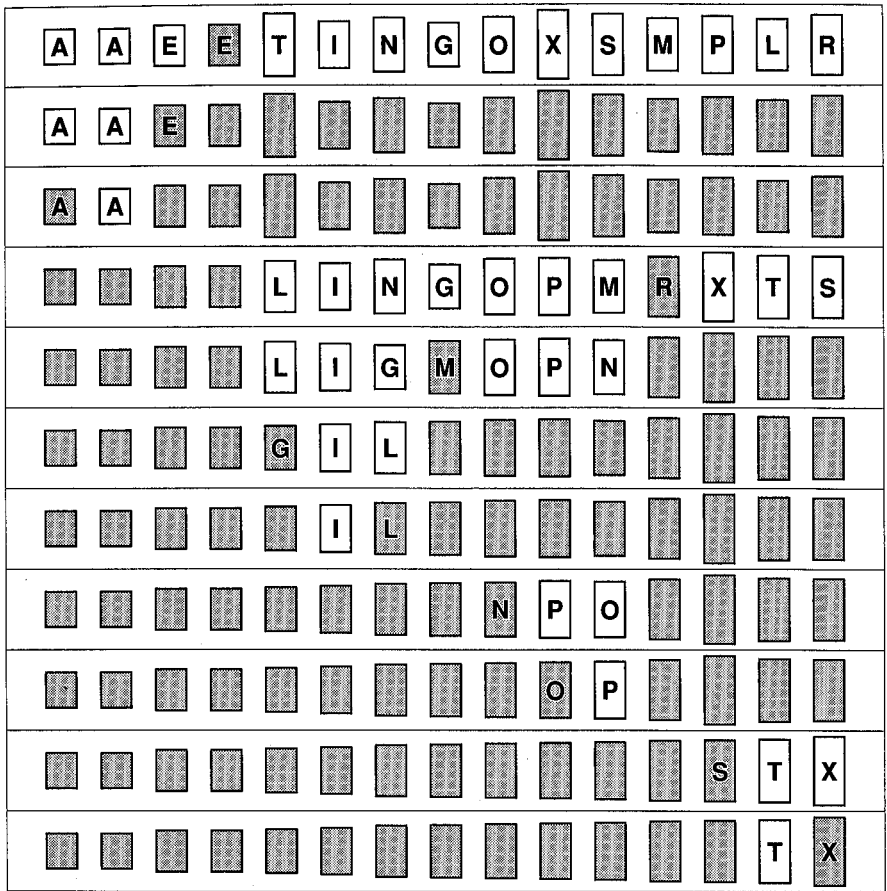 A A E E T I N G O X S M P L R
A A E
A A
L I N G O P M R X T S
L I G M O P N
G I L
I L
N P O
O P
S T X
T X